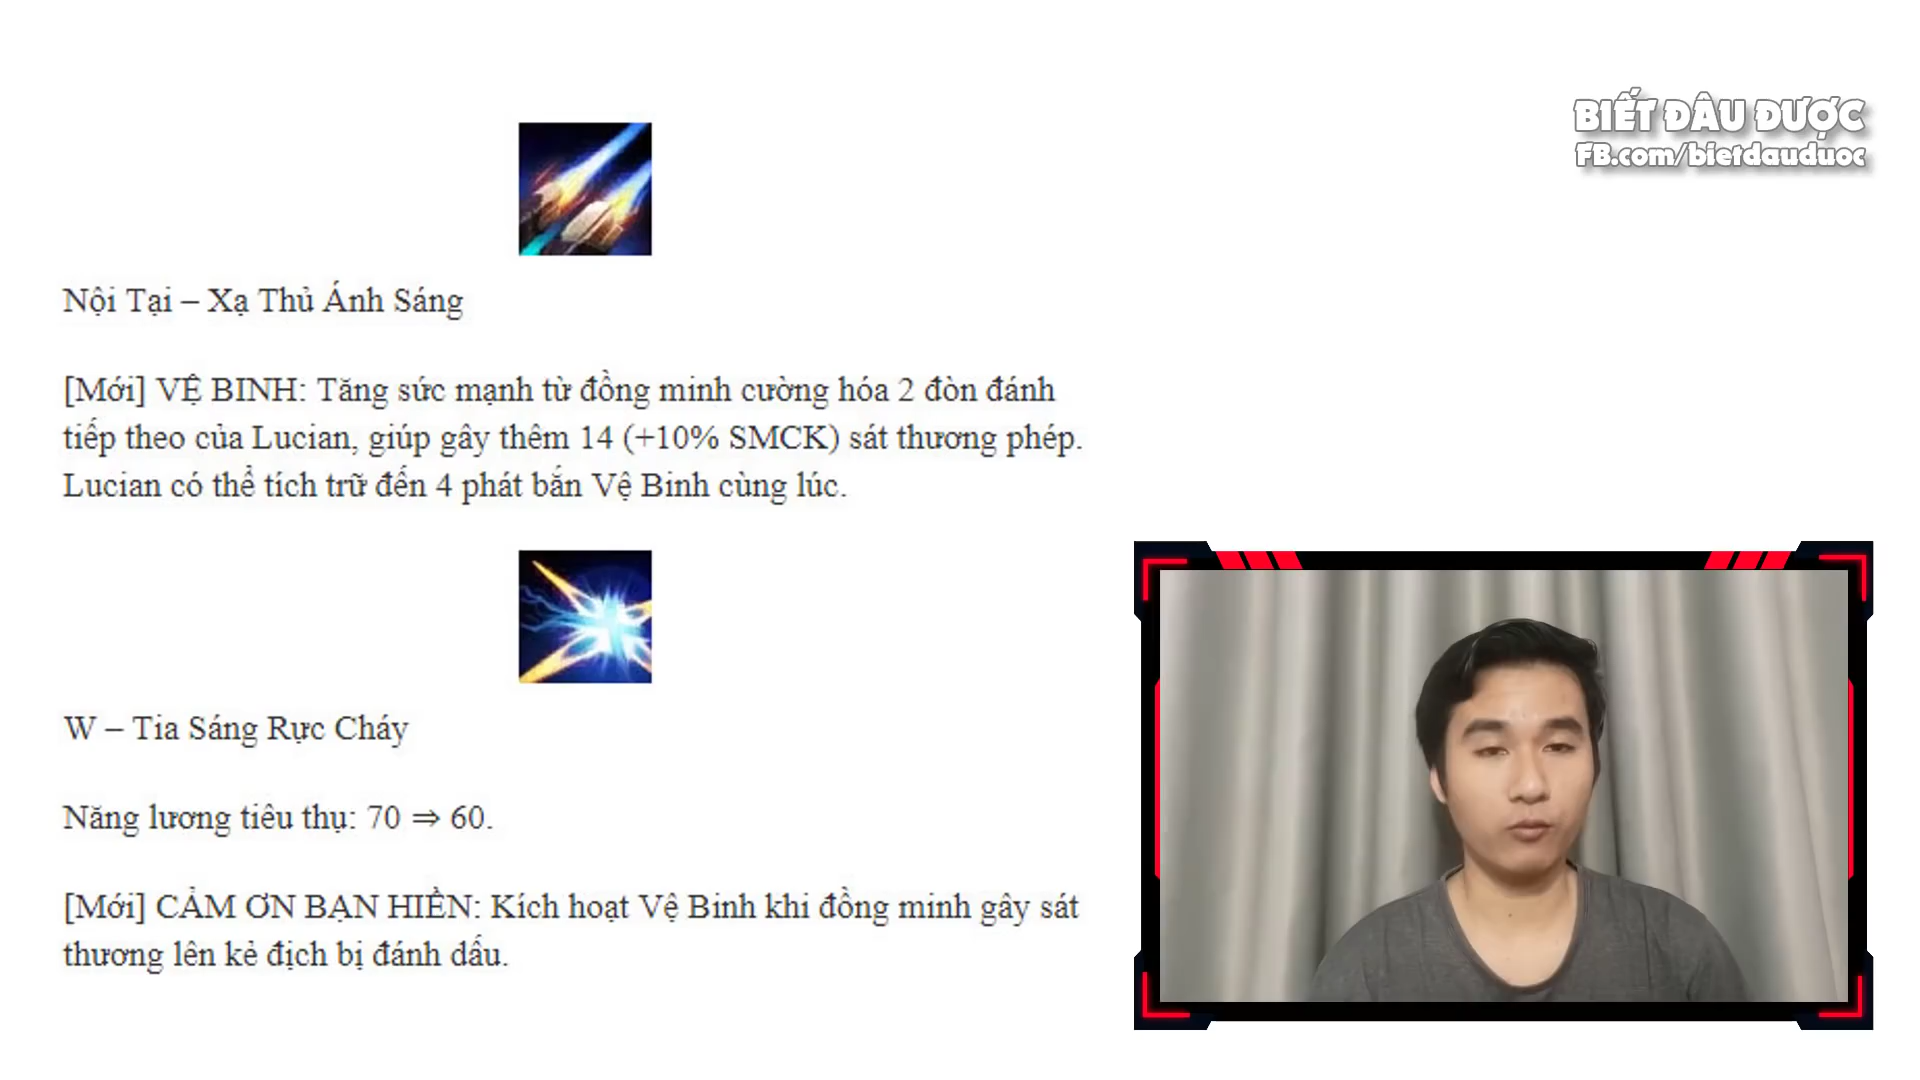 BIẾT ĐÂU ĐƯỢC
FB.com/bietdauduoc
Nội Tại – Xạ Thủ Ánh Sáng
[Mới] VỆ BINH: Tăng sức mạnh từ đồng minh cường hóa 2 đòn đánh
tiếp theo của Lucian, giúp gây thêm 14 (+10% SMCK) sát thương phép.
Lucian có thể tích trữ đến 4 phát bắn Vệ Binh cùng lúc.
W – Tia Sáng Rực Cháy
Năng lương tiêu thụ: 70 ⇒ 60.
[Mới] CẢM ƠN BẠN HIỀN: Kích hoạt Vệ Binh khi đồng minh gây sát
thương lên kẻ địch bị đánh dấu.